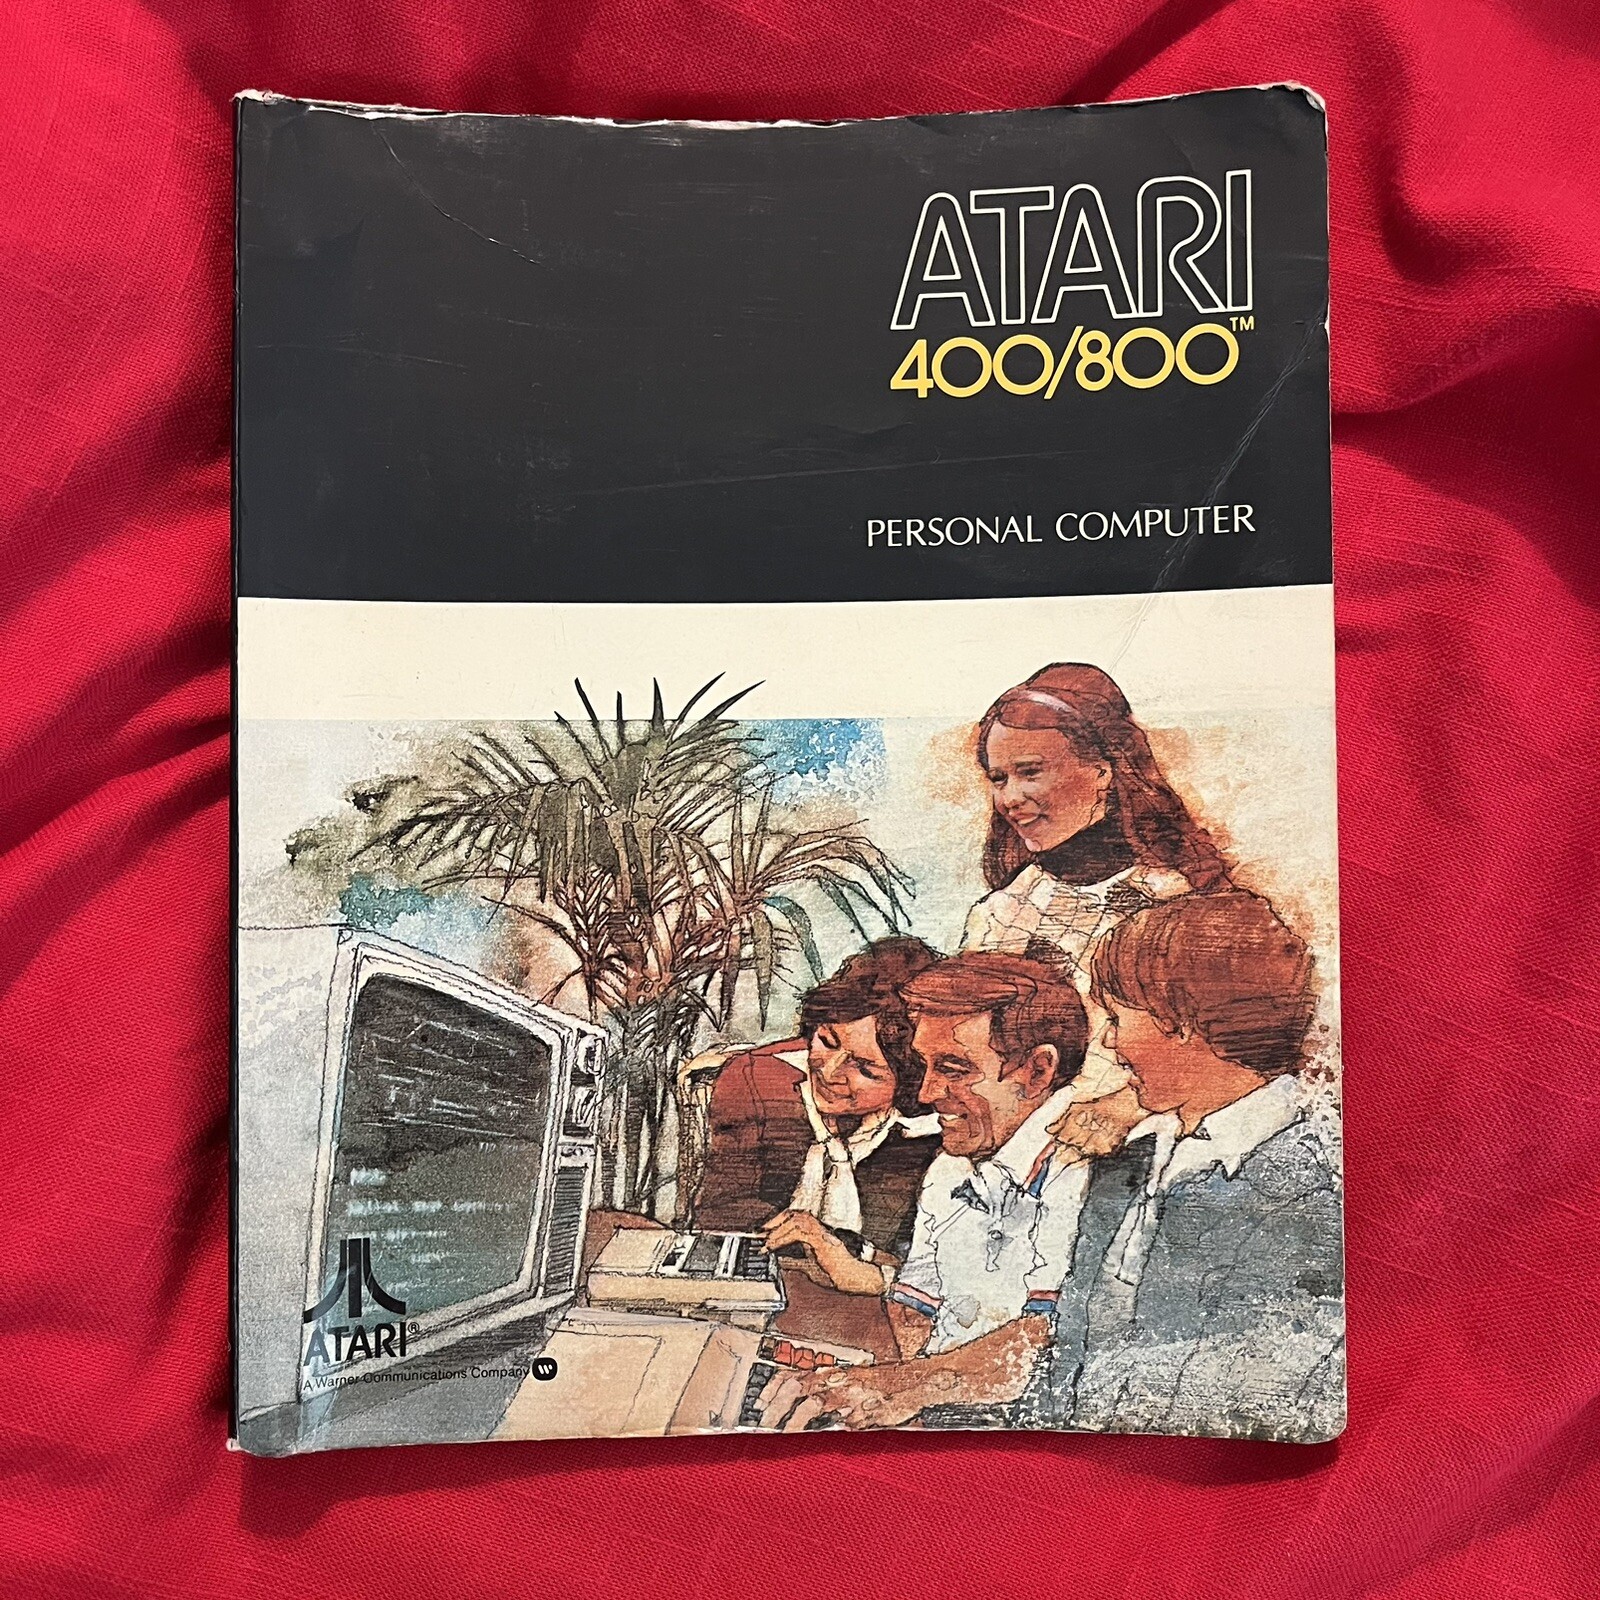 ATARI
400/800™
PERSONAL COMPUTER
ATARI®
A Warner Communications Company